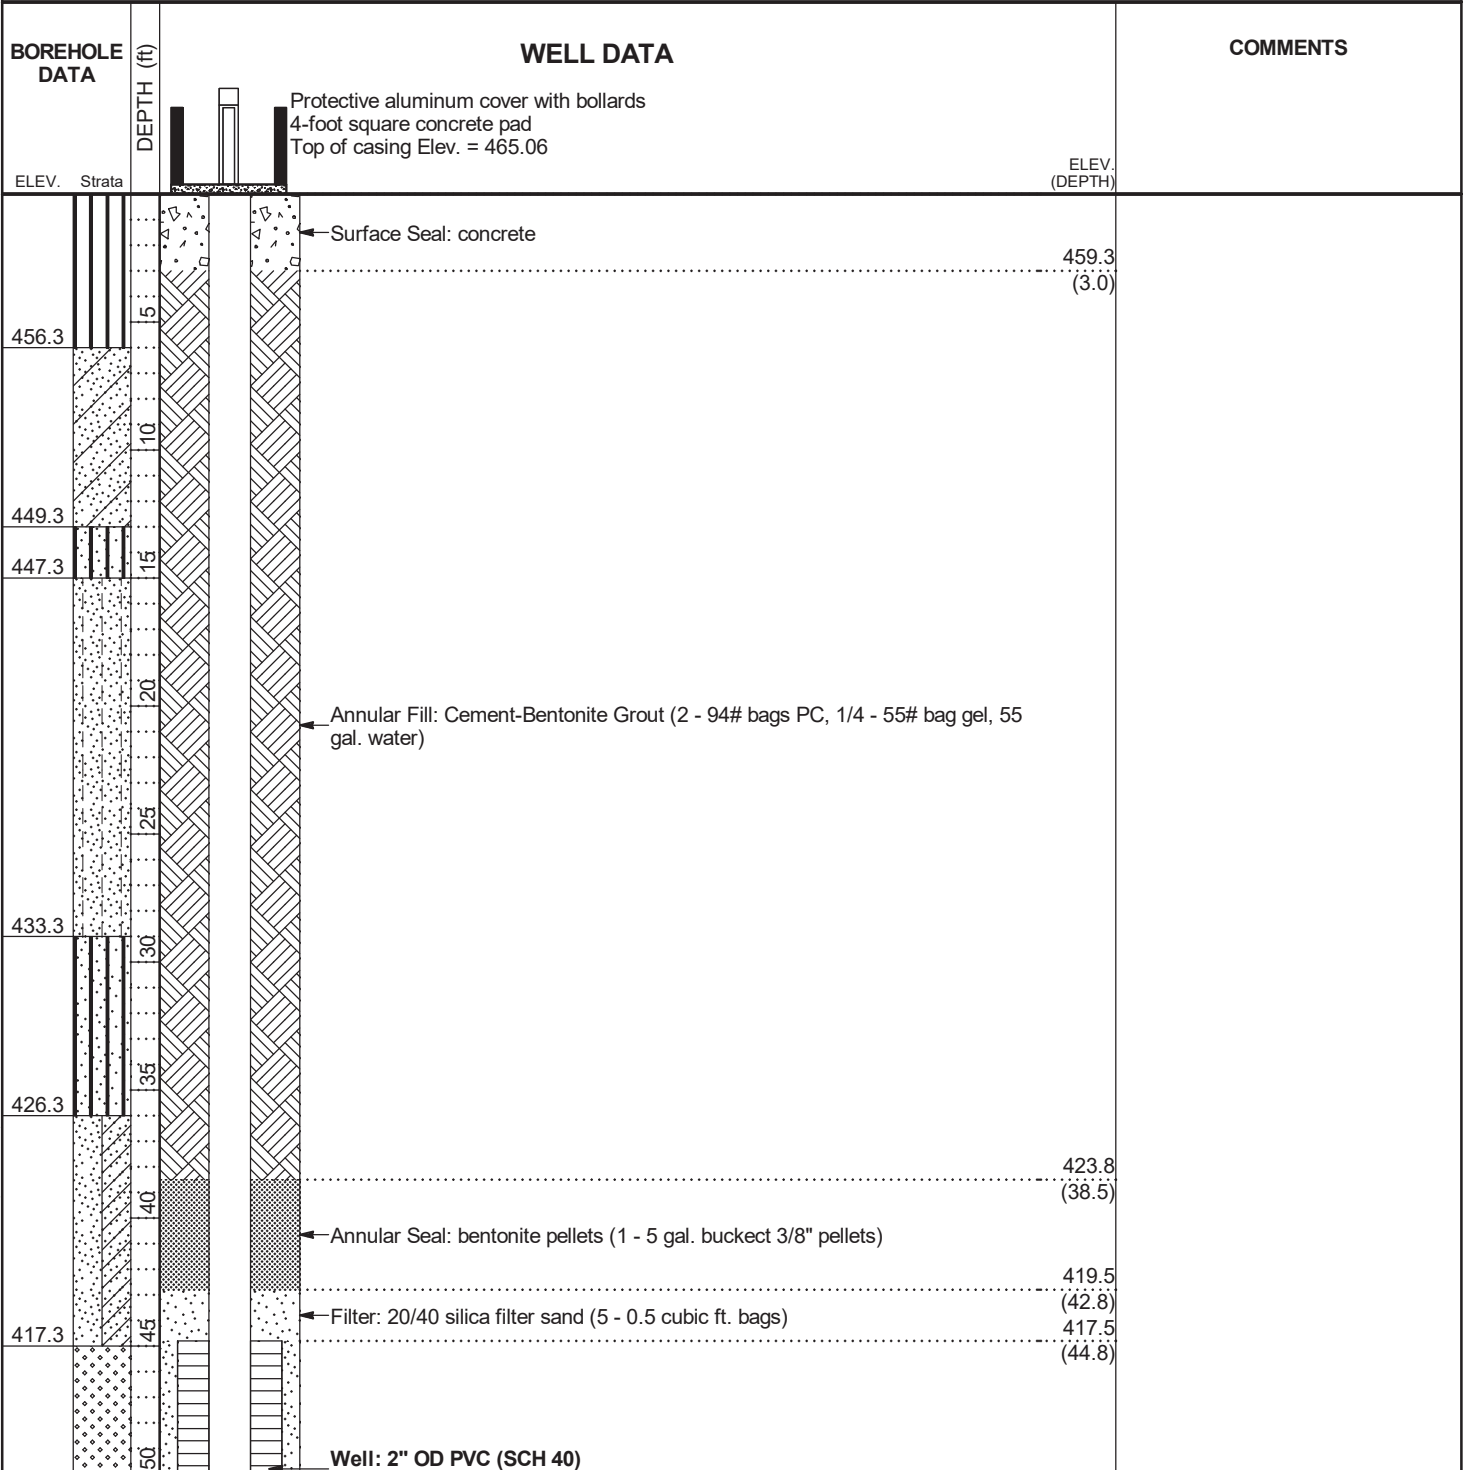 BOREHOLE
DATA
DEPTH (ft)
WELL DATA
COMMENTS
Protective aluminum cover with bollards
4-foot square concrete pad
Top of casing Elev. = 465.06
ELEV. Strata
ELEV.
(DEPTH)
Surface Seal: concrete
459.3
(3.0)
5
456.3
10
449.3
15
447.3
20
Annular Fill: Cement-Bentonite Grout (2 - 94# bags PC, 1/4 - 55# bag gel, 55
gal. water)
25
433.3
30
35
426.3
423.8
(38.5)
40
Annular Seal: bentonite pellets (1 - 5 gal. buckect 3/8" pellets)
419.5
(42.8)
Filter: 20/40 silica filter sand (5 - 0.5 cubic ft. bags)
417.5
(44.8)
417.3
45
50
Well: 2" OD PVC (SCH 40)